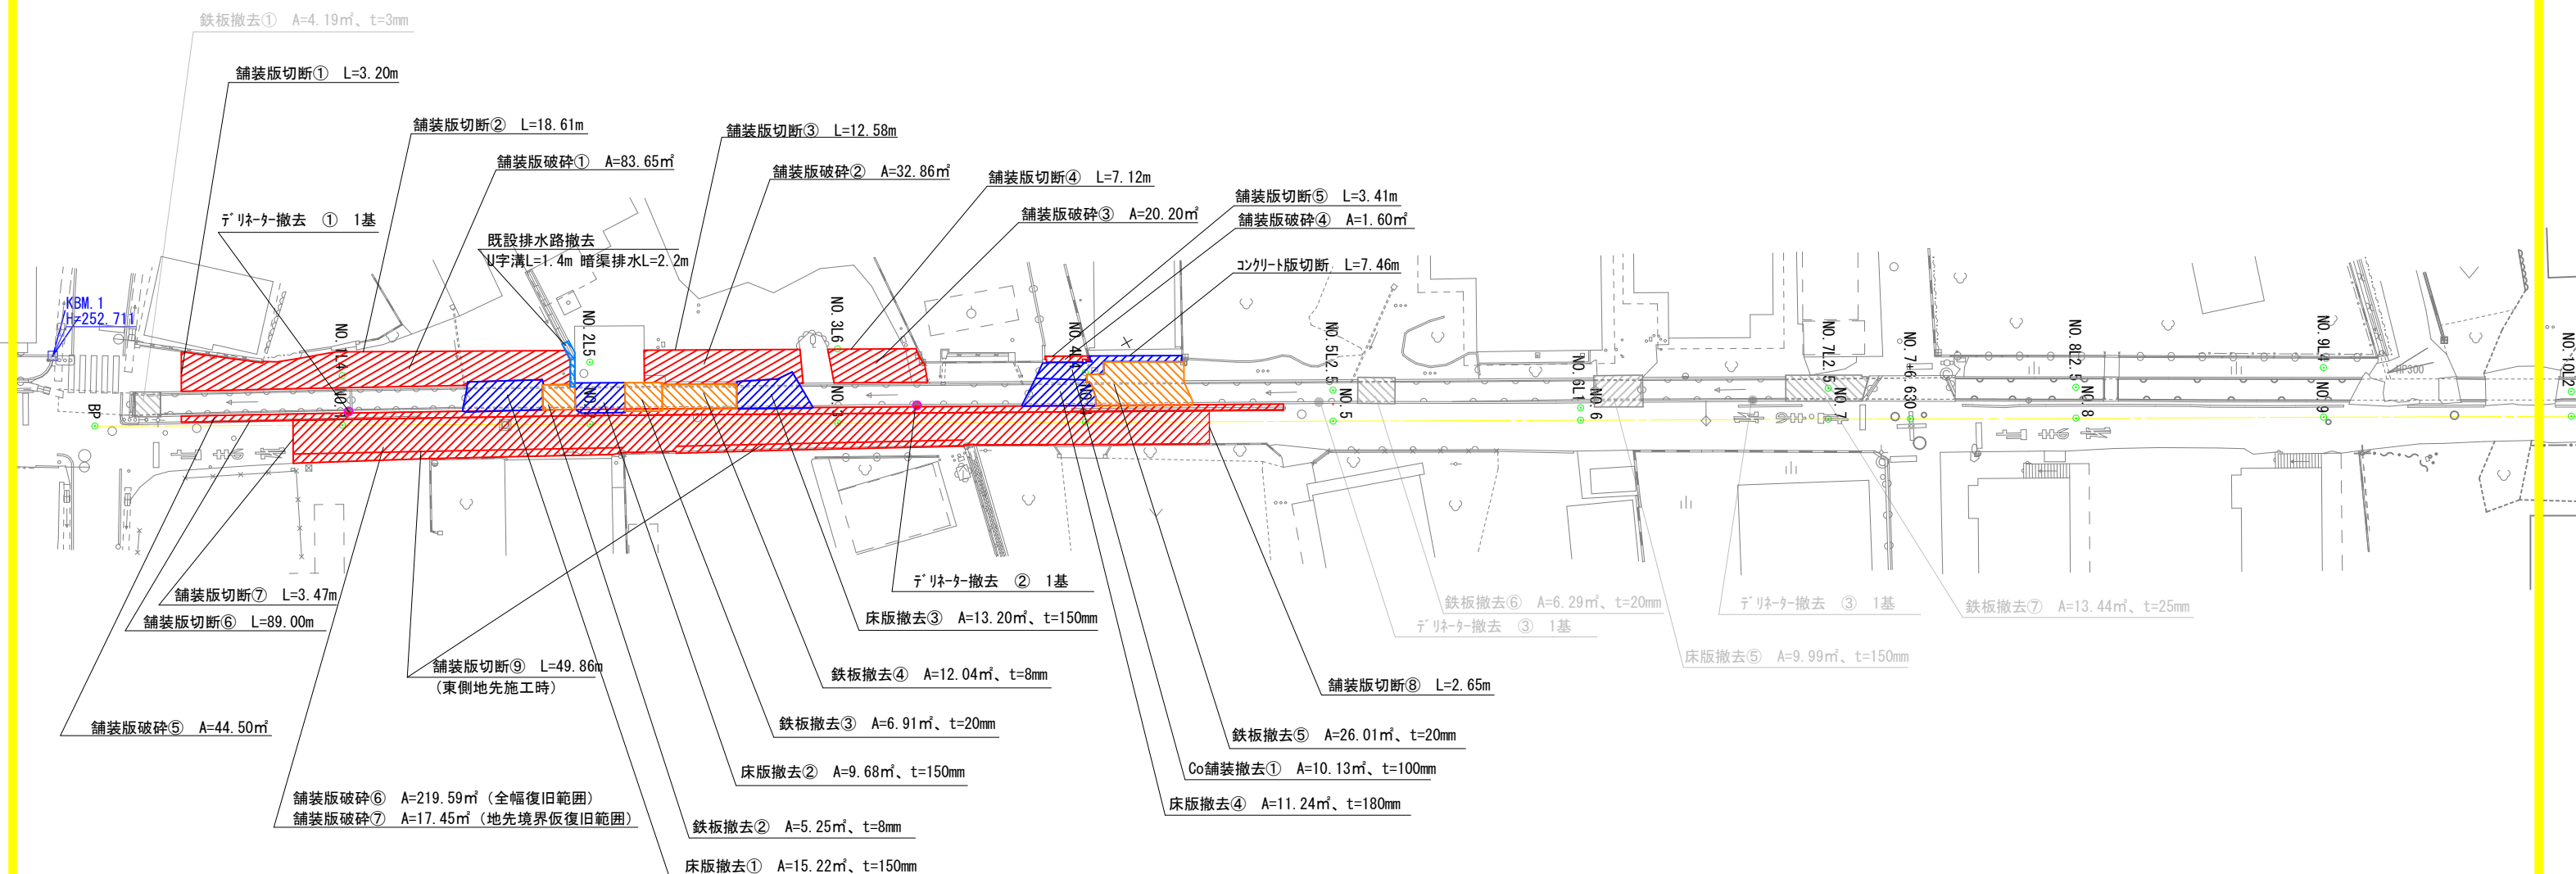 鉄板撤去① A=4.19㎡、t=3mm
舗装版切断① L=3.20m
舗装版切断② L=18.61m
舗装版切断③ L=12.58m
舗装版破砕① A=83.65㎡
舗装版破砕② A=32.86㎡
舗装版切断④ L=7.12m
舗装版切断⑤ L=3.41m
舗装版破砕③ A=20.20㎡
舗装版破砕④ A=1.60㎡
デリネーター撤去 ① 1基
既設排水路撤去
U字溝L=1.4m 暗渠排水L=2.2m
コンクリート版切断 L=7.46m
KBM.1
H=252.711
BP
NO.1L4
NO.1
NO.2L5
NO.2
NO.3L6
NO.3
NO.4L4
NO.4
NO.5L2.5
NO.5
NO.6L1
NO.6
NO.7L2.5
NO.7
NO.7+6.630
NO.8L2.5
NO.8
NO.9L4
NO.9
NO.10L2
HP300
舗装版切断⑦ L=3.47m
舗装版切断⑥ L=89.00m
デリネーター撤去 ② 1基
床版撤去③ A=13.20㎡、t=150mm
鉄板撤去⑥ A=6.29㎡、t=20mm
デリネーター撤去 ③ 1基
デリネーター撤去 ③ 1基
鉄板撤去⑦ A=13.44㎡、t=25mm
床版撤去⑤ A=9.99㎡、t=150mm
舗装版切断⑨ L=49.86m
(東側地先施工時)
鉄板撤去④ A=12.04㎡、t=8mm
舗装版切断⑧ L=2.65m
舗装版破砕⑤ A=44.50㎡
鉄板撤去③ A=6.91㎡、t=20mm
鉄板撤去⑤ A=26.01㎡、t=20mm
床版撤去② A=9.68㎡、t=150mm
Co舗装撤去① A=10.13㎡、t=100mm
舗装版破砕⑥ A=219.59㎡(全幅復旧範囲)
舗装版破砕⑦ A=17.45㎡(地先境界仮復旧範囲)
床版撤去④ A=11.24㎡、t=180mm
鉄板撤去② A=5.25㎡、t=8mm
床版撤去① A=15.22㎡、t=150mm